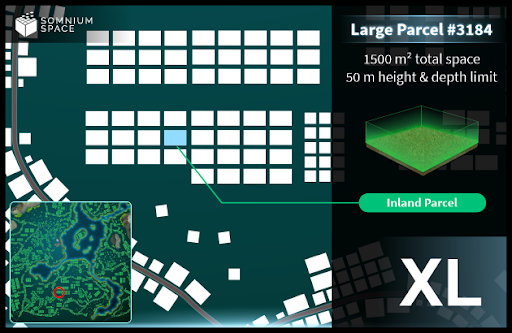 SOMNIUM
SPACE
Large Parcel #3184
1500 m² total space
50 m height & depth limit
Inland Parcel
XL